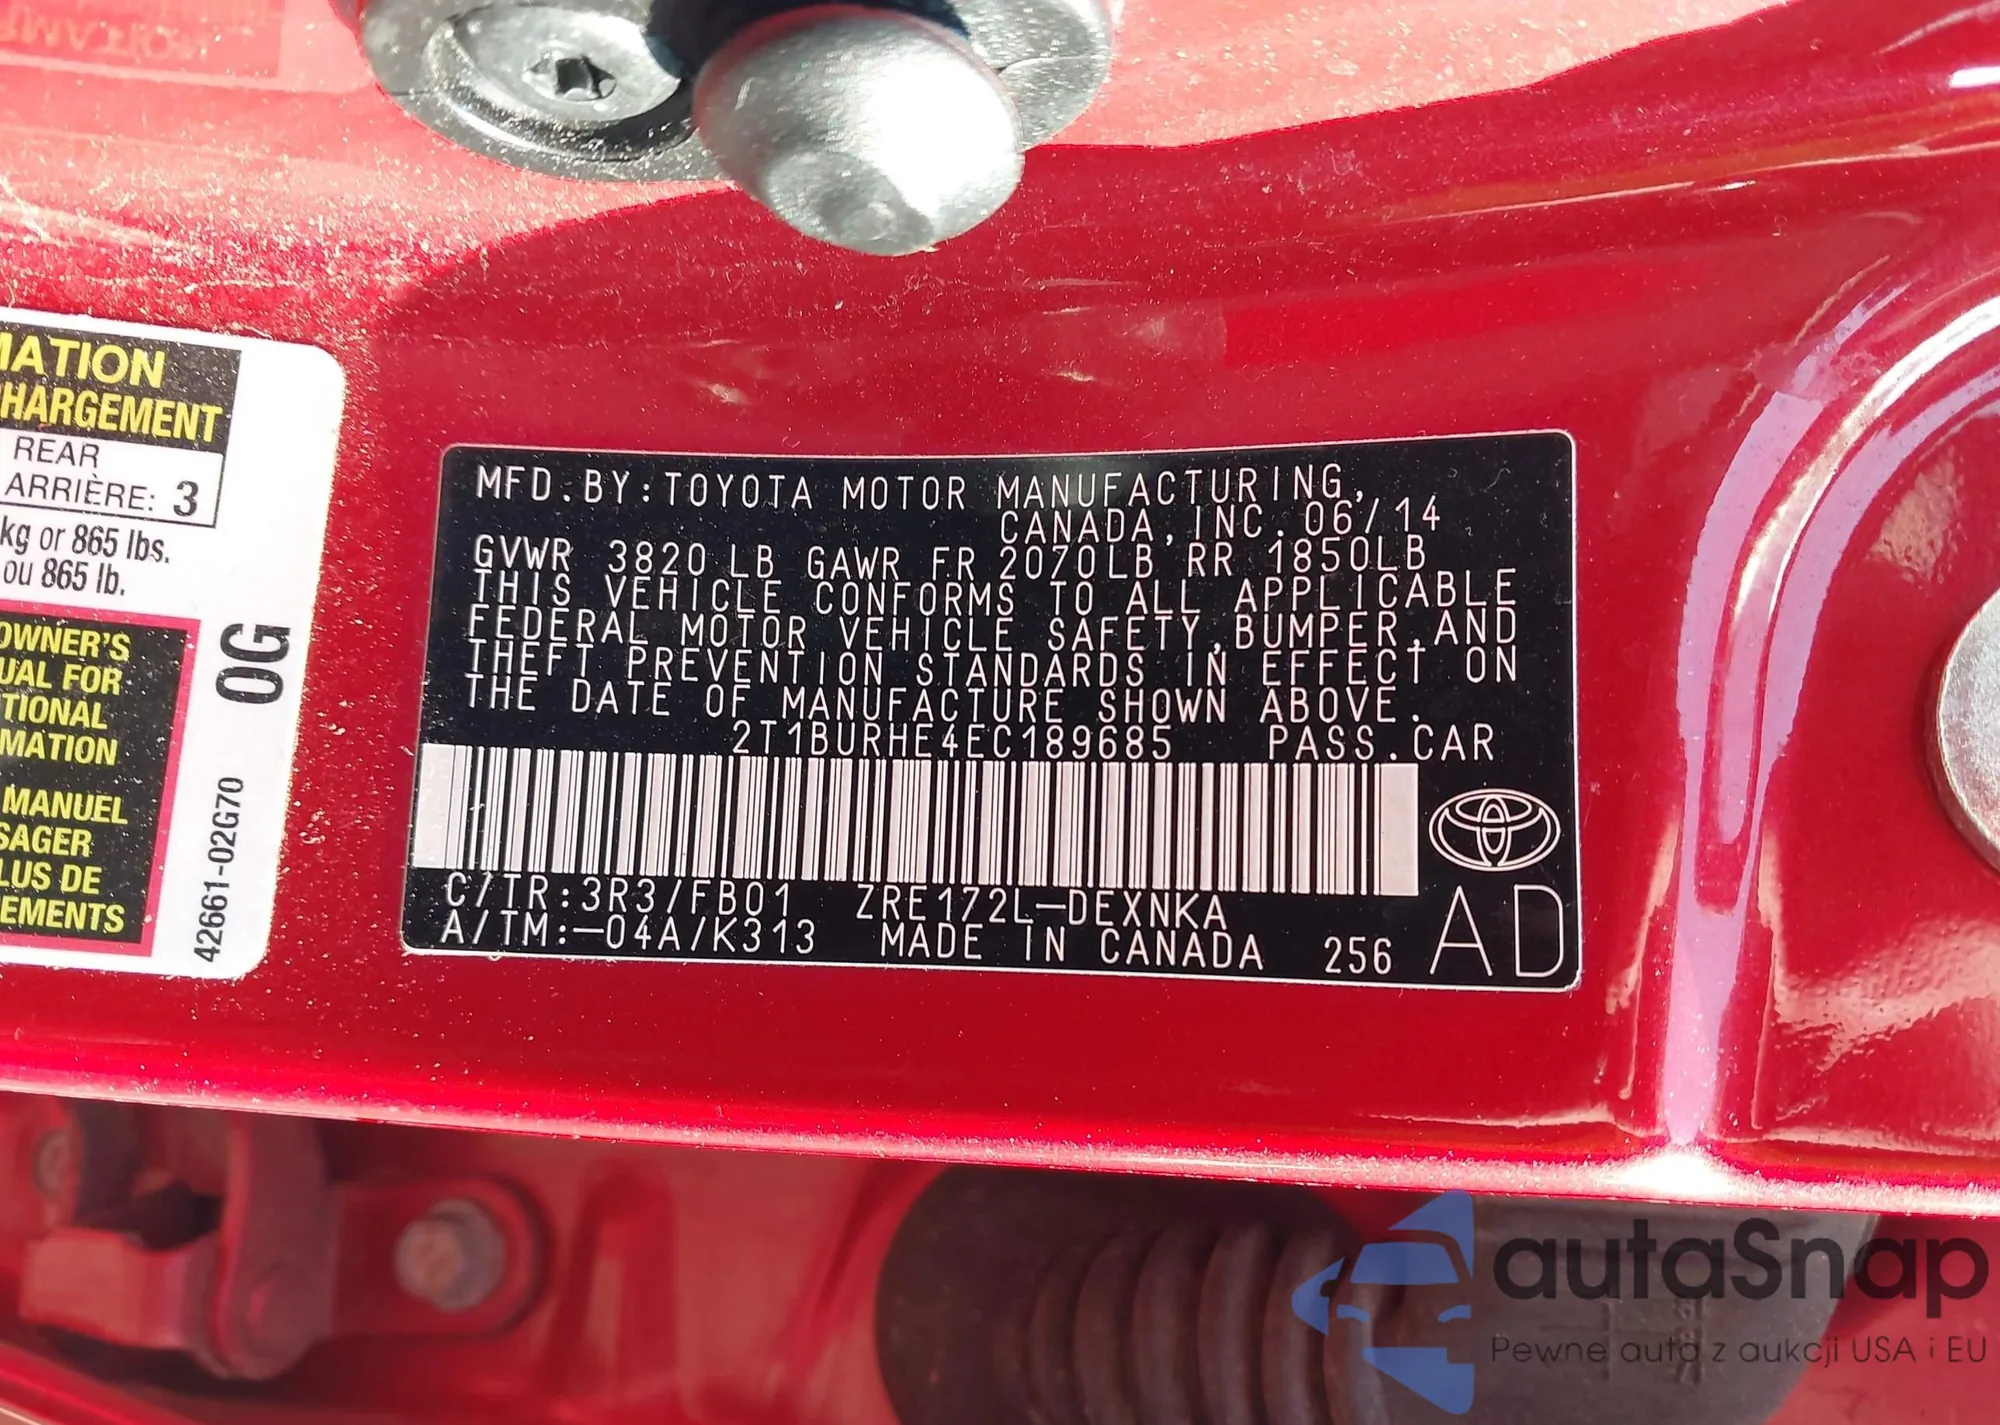 MATION
HARGEMENT
REAR
ARRIÈRE: 3
kg or 865 lbs.
ou 865 lb.
OWNER'S
UAL FOR
TIONAL
MATION
MANUEL
SAGER
LUS DE
EMENTS
0G
42661-02G70
MFD.BY:TOYOTA MOTOR MANUFACTURING,
CANADA,INC.06/14
GVWR 3820LB GAWR FR 2070LB RR 1850LB
THIS VEHICLE CONFORMS TO ALL APPLICABLE
FEDERAL MOTOR VEHICLE SAFETY,BUMPER,AND
THEFT PREVENTION STANDARDS IN EFFECT ON
THE DATE OF MANUFACTURE SHOWN ABOVE.
2T1BURHE4EC189685 PASS.CAR
C/TR:3R3/FB01 ZRE172L-DEXNKA
A/TM:-04A/K313 MADE IN CANADA 256 AD
autaSnap
Pewne auta z aukcji USA i EU